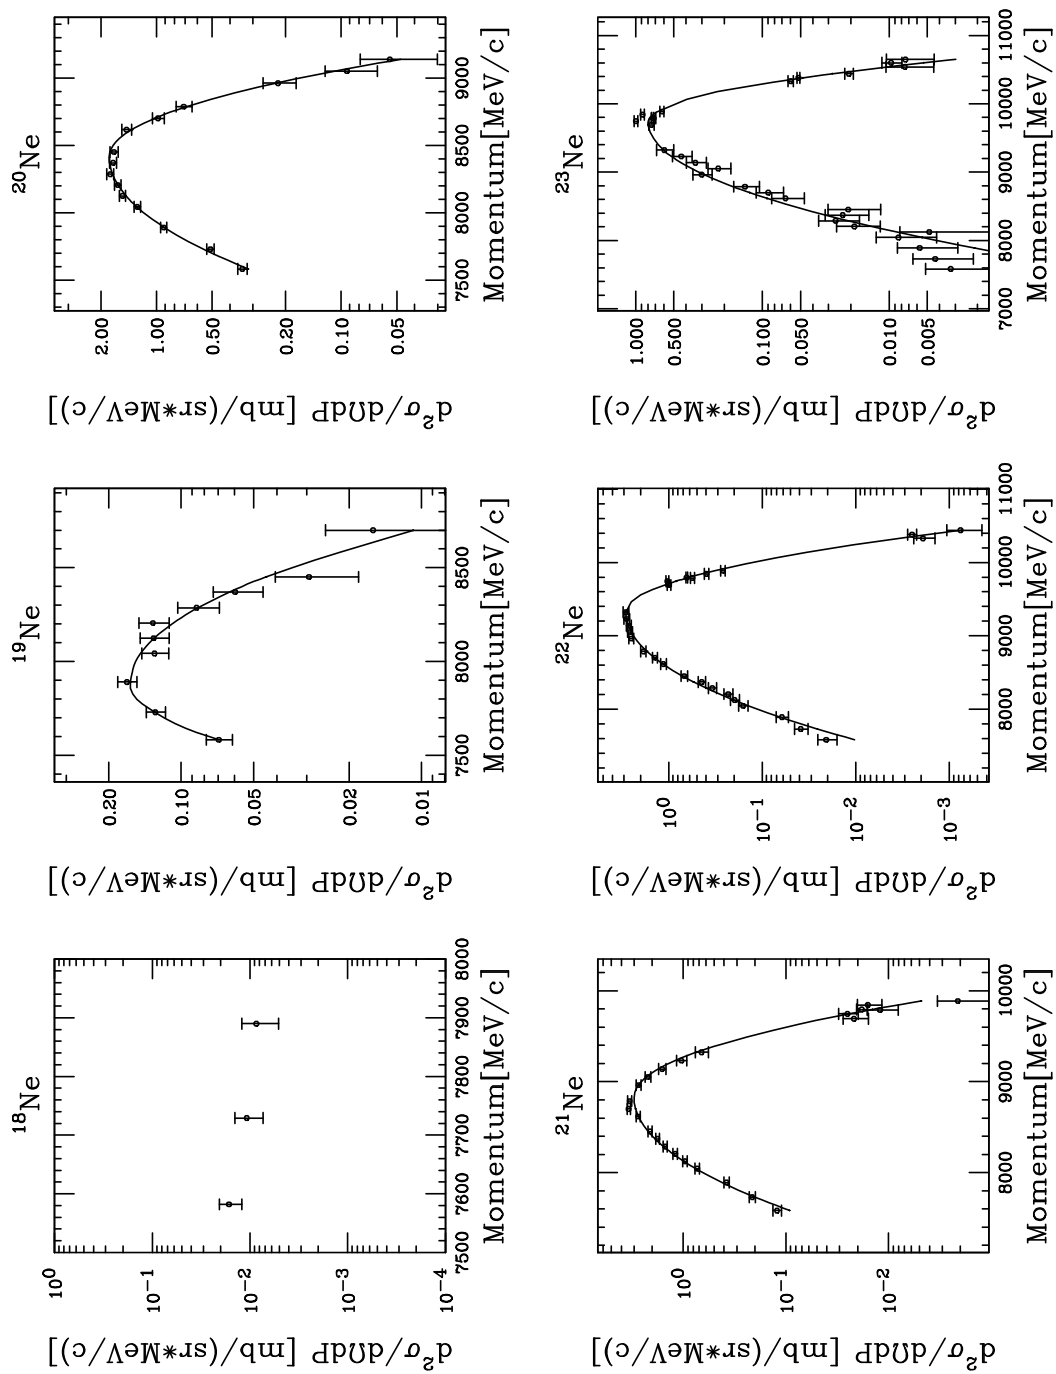 ¹⁸Ne
d²σ/dΩdP [mb/(sr*MeV/c)]
10⁰
10⁻¹
10⁻²
10⁻³
10⁻⁴
7500 7600 7700 7800 7900 8000
Momentum[MeV/c]
¹⁹Ne
d²σ/dΩdP [mb/(sr*MeV/c)]
0.20
0.10
0.05
0.02
0.01
7500 8000 8500
Momentum[MeV/c]
²⁰Ne
d²σ/dΩdP [mb/(sr*MeV/c)]
2.00
1.00
0.50
0.20
0.10
0.05
7500 8000 8500 9000
Momentum[MeV/c]
²¹Ne
d²σ/dΩdP [mb/(sr*MeV/c)]
10⁰
10⁻¹
10⁻²
8000 9000 10000
Momentum[MeV/c]
²²Ne
d²σ/dΩdP [mb/(sr*MeV/c)]
10⁰
10⁻¹
10⁻²
10⁻³
8000 9000 10000 11000
Momentum[MeV/c]
²³Ne
d²σ/dΩdP [mb/(sr*MeV/c)]
1.000
0.500
0.100
0.050
0.010
0.005
7000 8000 9000 10000 11000
Momentum[MeV/c]